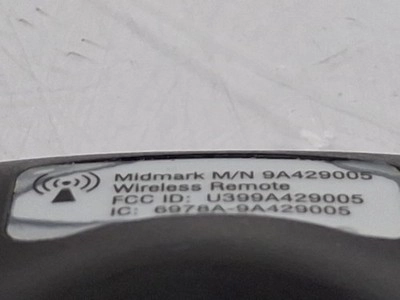 Midmark M/N 9A429005
Wireless Remote
FCC ID: U399A429005
IC: 6978A-9A429005